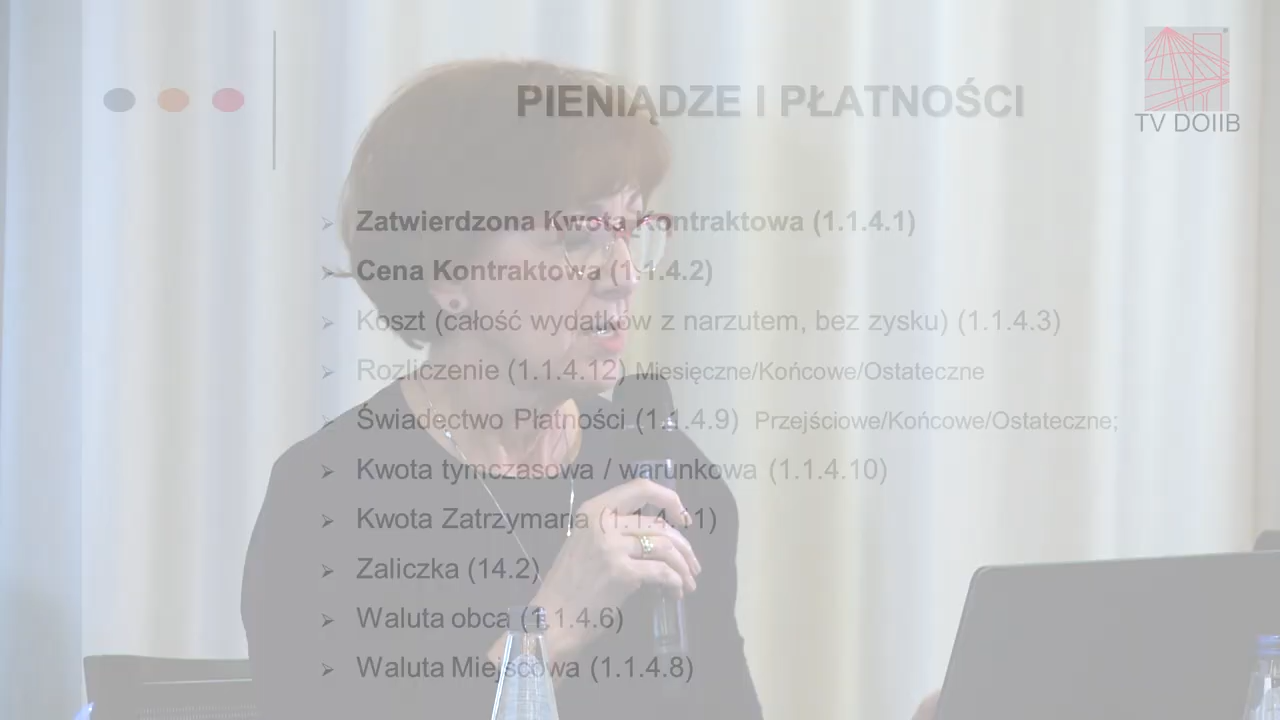 PIENIĄDZE I PŁATNOŚCI
TV DOIIB
Zatwierdzona Kwota Kontraktowa (1.1.4.1)
Cena Kontraktowa (1.1.4.2)
Koszt (całość wydatków z narzutem, bez zysku) (1.1.4.3)
Rozliczenie (1.1.4.12) Miesięczne/Końcowe/Ostateczne
Świadectwo Płatności (1.1.4.9) Przejściowe/Końcowe/Ostateczne;
Kwota tymczasowa / warunkowa (1.1.4.10)
Kwota Zatrzymana (1.1.4.11)
Zaliczka (14.2)
Waluta obca (1.1.4.6)
Waluta Miejscowa (1.1.4.8)